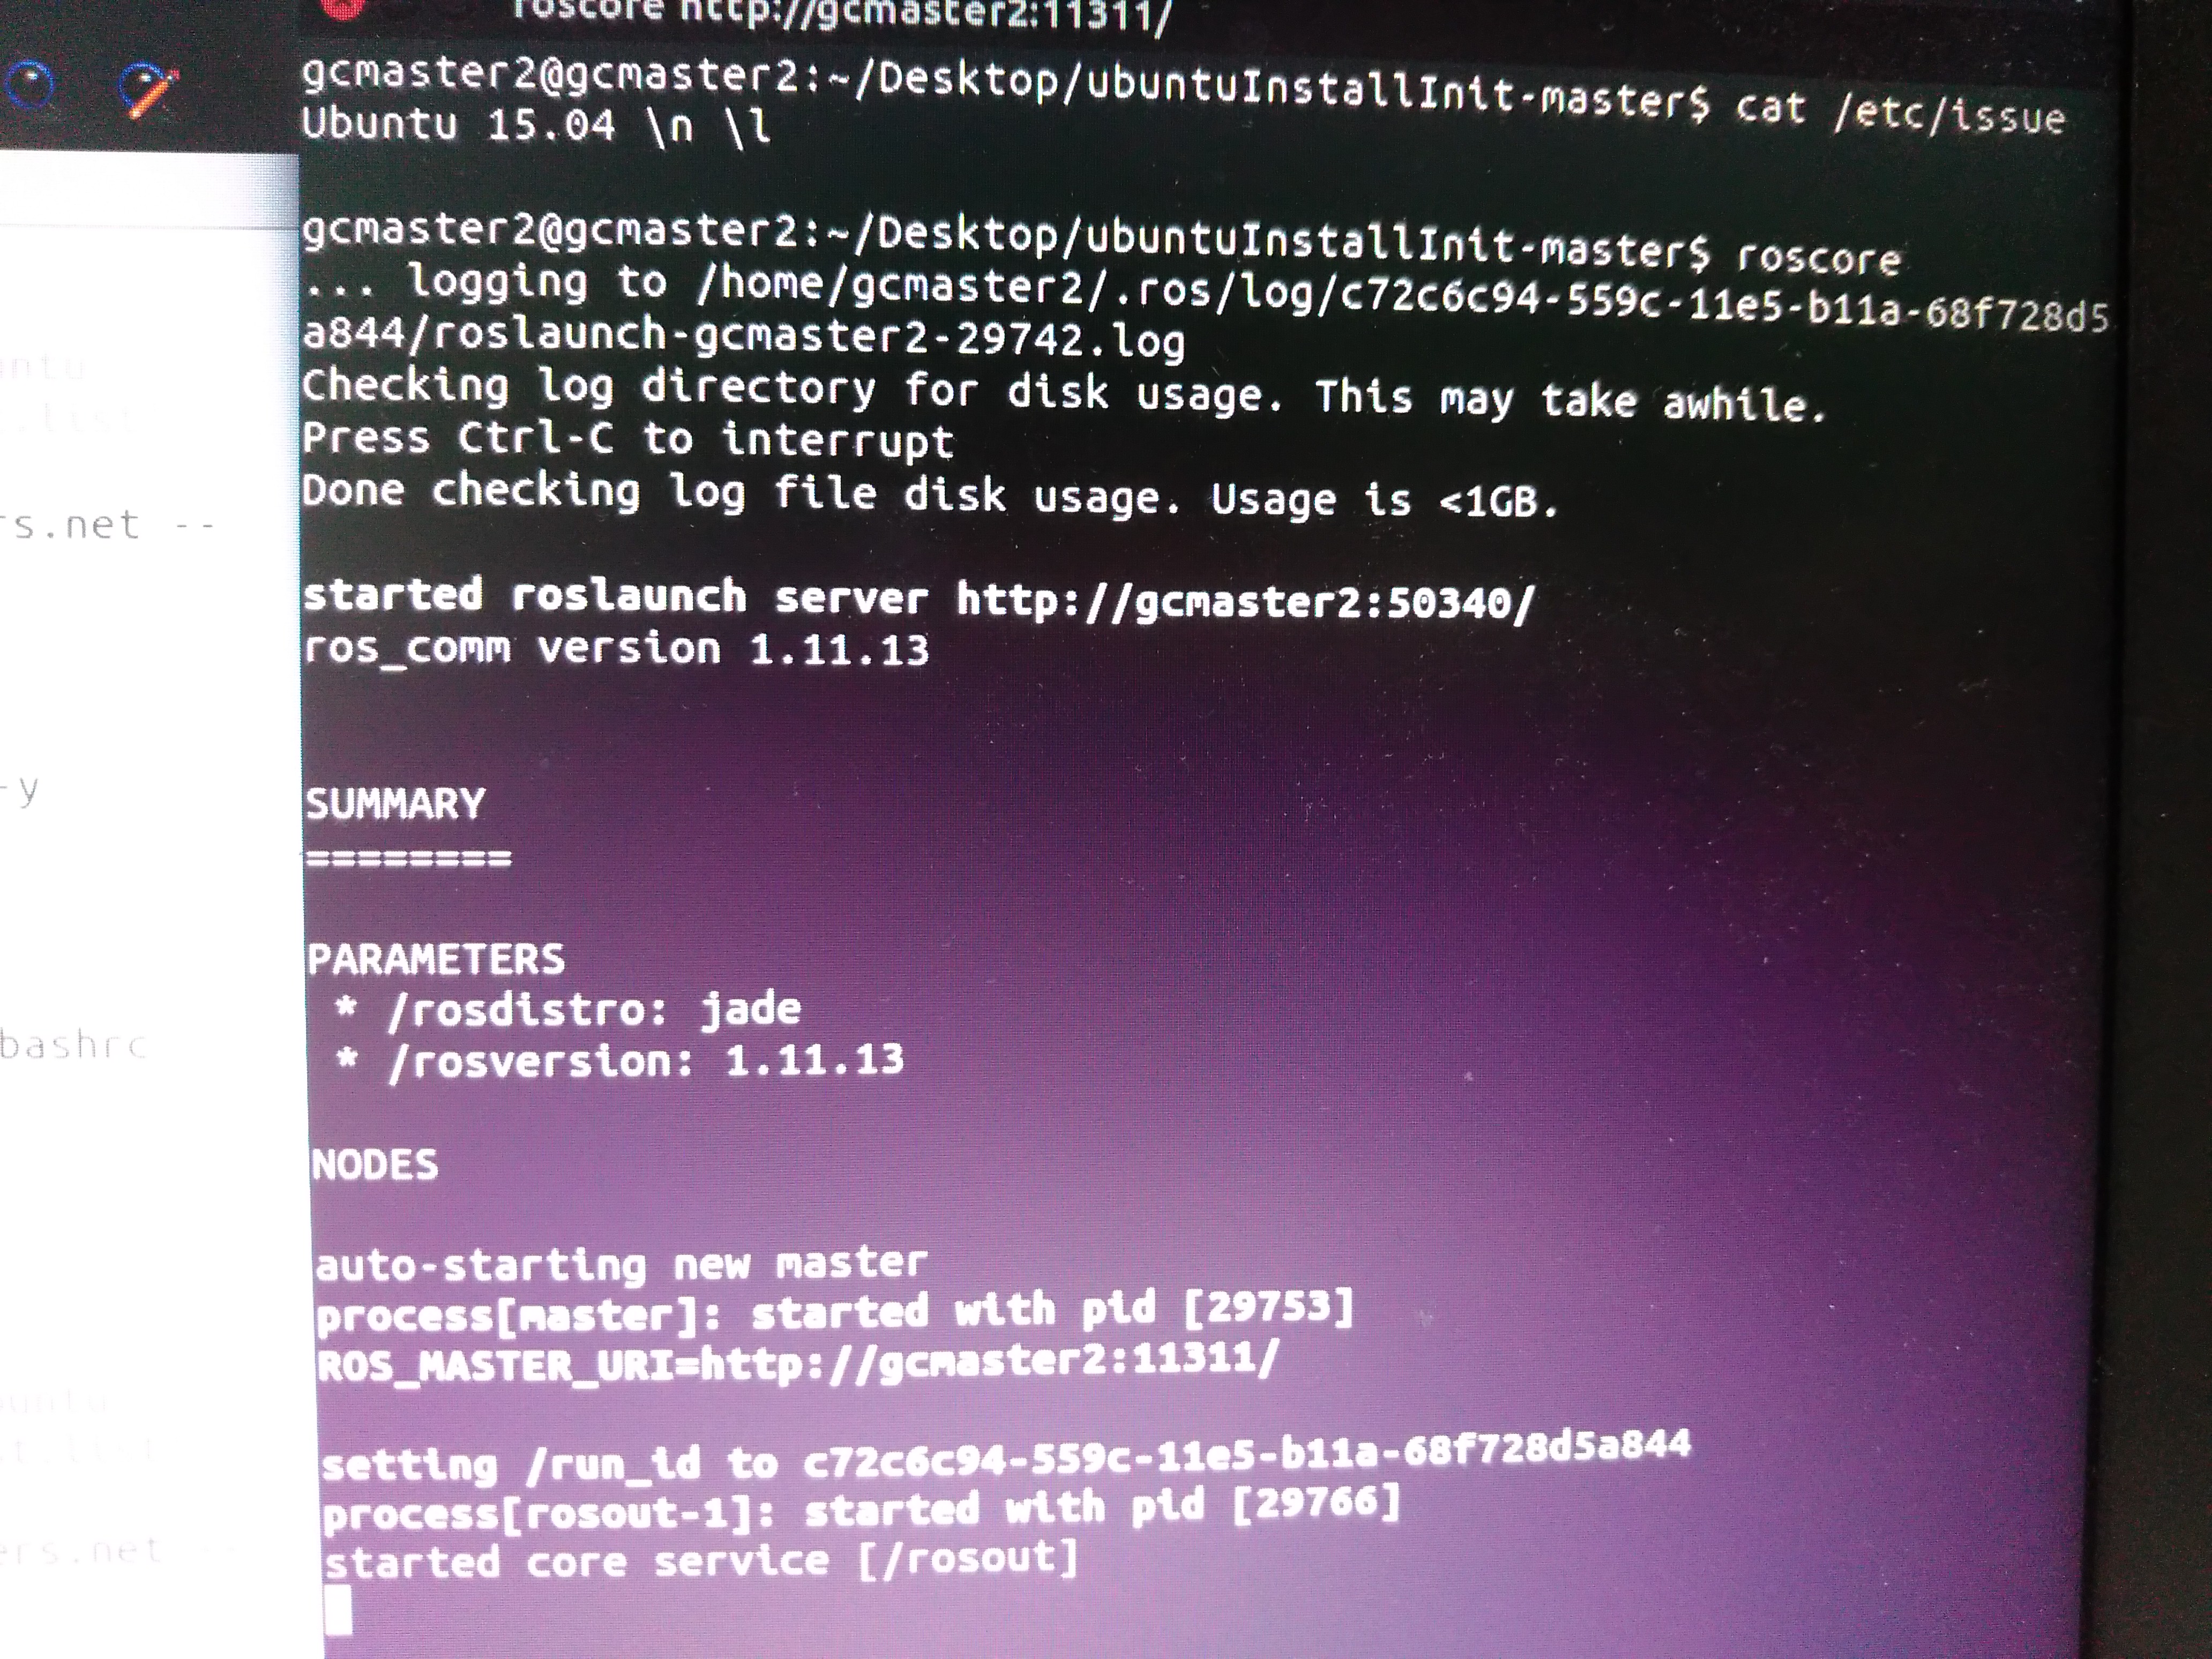 roscore http://gcmaster2:11311/
gcmaster2@gcmaster2:~/Desktop/ubuntuInstallInit-master$ cat /etc/issue
Ubuntu 15.04 \n \l
gcmaster2@gcmaster2:~/Desktop/ubuntuInstallInit-master$ roscore
... logging to /home/gcmaster2/.ros/log/c72c6c94-559c-11e5-b11a-68f728d5
a844/roslaunch-gcmaster2-29742.log
Checking log directory for disk usage. This may take awhile.
Press Ctrl-C to interrupt
Done checking log file disk usage. Usage is <1GB.
started roslaunch server http://gcmaster2:50340/
ros_comm version 1.11.13
SUMMARY
========
PARAMETERS
* /rosdistro: jade
* /rosversion: 1.11.13
NODES
auto-starting new master
process[master]: started with pid [29753]
ROS_MASTER_URI=http://gcmaster2:11311/
setting /run_id to c72c6c94-559c-11e5-b11a-68f728d5a844
process[rosout-1]: started with pid [29766]
started core service [/rosout]
s.net --
-y
bashrc